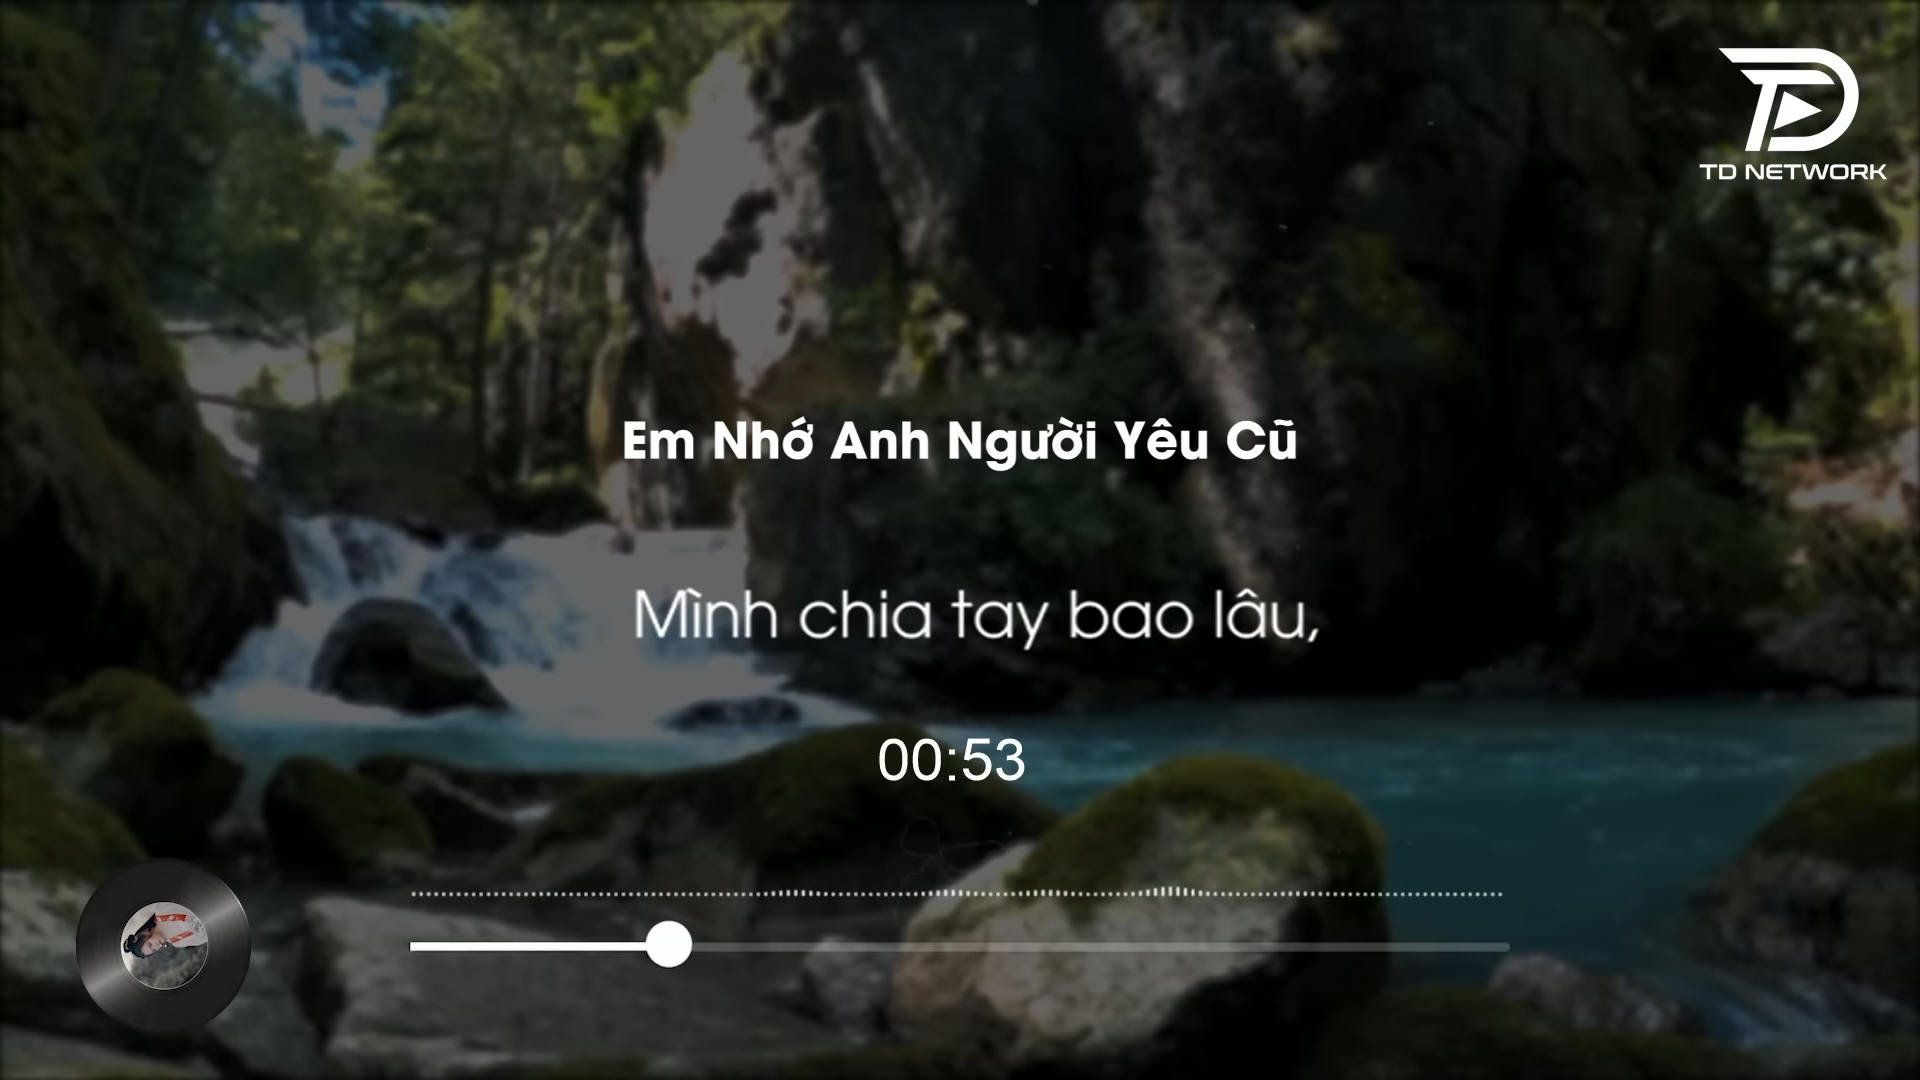 TD NETWORK
Em Nhớ Anh Người Yêu Cũ
Mình chia tay bao lâu,
00:53